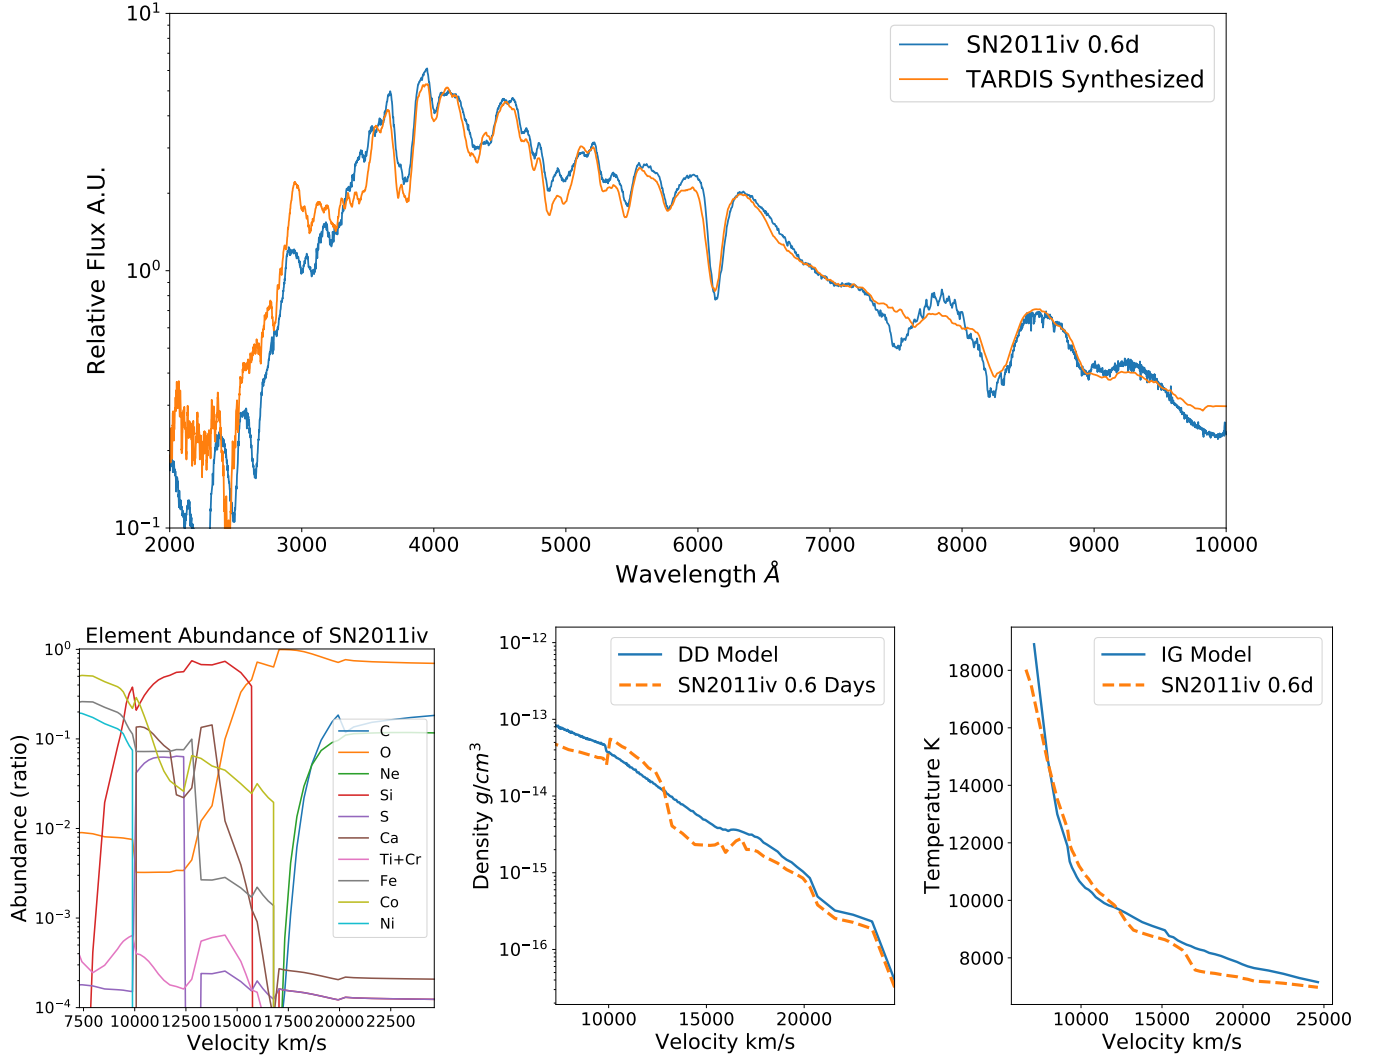 10^1
10^0
10^-1
Relative Flux A.U.
SN2011iv 0.6d
TARDIS Synthesized
2000 3000 4000 5000 6000 7000 8000 9000 10000
Wavelength Å
Element Abundance of SN2011iv
10^0
10^-1
10^-2
10^-3
10^-4
Abundance (ratio)
C
O
Ne
Si
S
Ca
Ti+Cr
Fe
Co
Ni
7500 10000 12500 15000 17500 20000 22500
Velocity km/s
10^-12
10^-13
10^-14
10^-15
10^-16
Density g/cm^3
DD Model
SN2011iv 0.6 Days
10000 15000 20000
Velocity km/s
18000
16000
14000
12000
10000
8000
Temperature K
IG Model
SN2011iv 0.6d
10000 15000 20000 25000
Velocity km/s